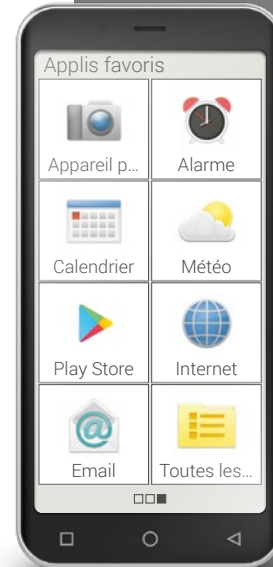 Applis favoris
Appareil p...
Alarme
Calendrier
Météo
Play Store
Internet
Email
Toutes les...